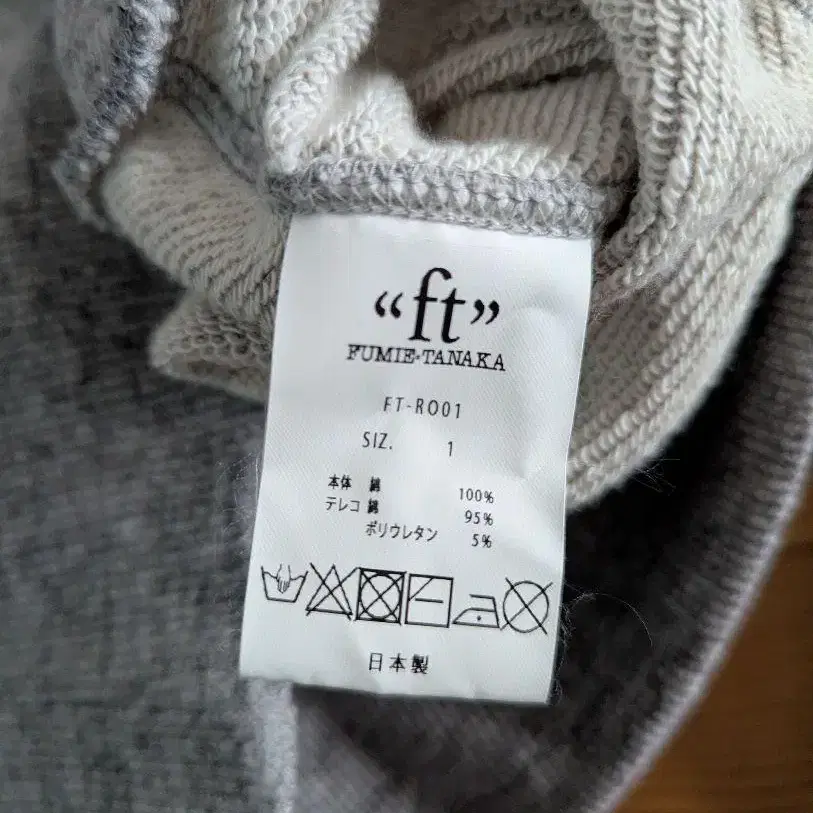 “ft”
FUMIE-TANAKA
FT-RO01
SIZ. 1
本体 綿 100%
テレコ 綿 95%
ポリウレタン 5%
日本製